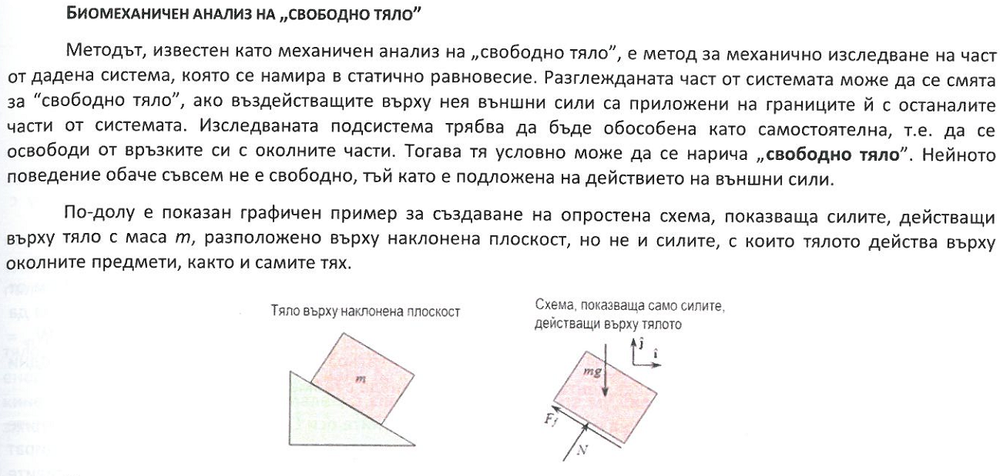 БИОМЕХАНИЧЕН АНАЛИЗ НА „СВОБОДНО ТЯЛО”
Методът, известен като механичен анализ на „свободно тяло”, е метод за механично изследване на част
от дадена система, която се намира в статично равновесие. Разглежданата част от системата може да се смята
за “свободно тяло”, ако въздействащите върху нея външни сили са приложени на границите й с останалите
части от системата. Изследваната подсистема трябва да бъде обособена като самостоятелна, т.е. да се
освободи от връзките си с околните части. Тогава тя условно може да се нарича „свободно тяло”. Нейното
поведение обаче съвсем не е свободно, тъй като е подложена на действието на външни сили.
По-долу е показан графичен пример за създаване на опростена схема, показваща силите, действащи
върху тяло с маса m, разположено върху наклонена плоскост, но не и силите, с които тялото действа върху
околните предмети, както и самите тях.
Тяло върху наклонена плоскост
m
Схема, показваща само силите,
действащи върху тялото
ĵ
î
mg
Ff
N